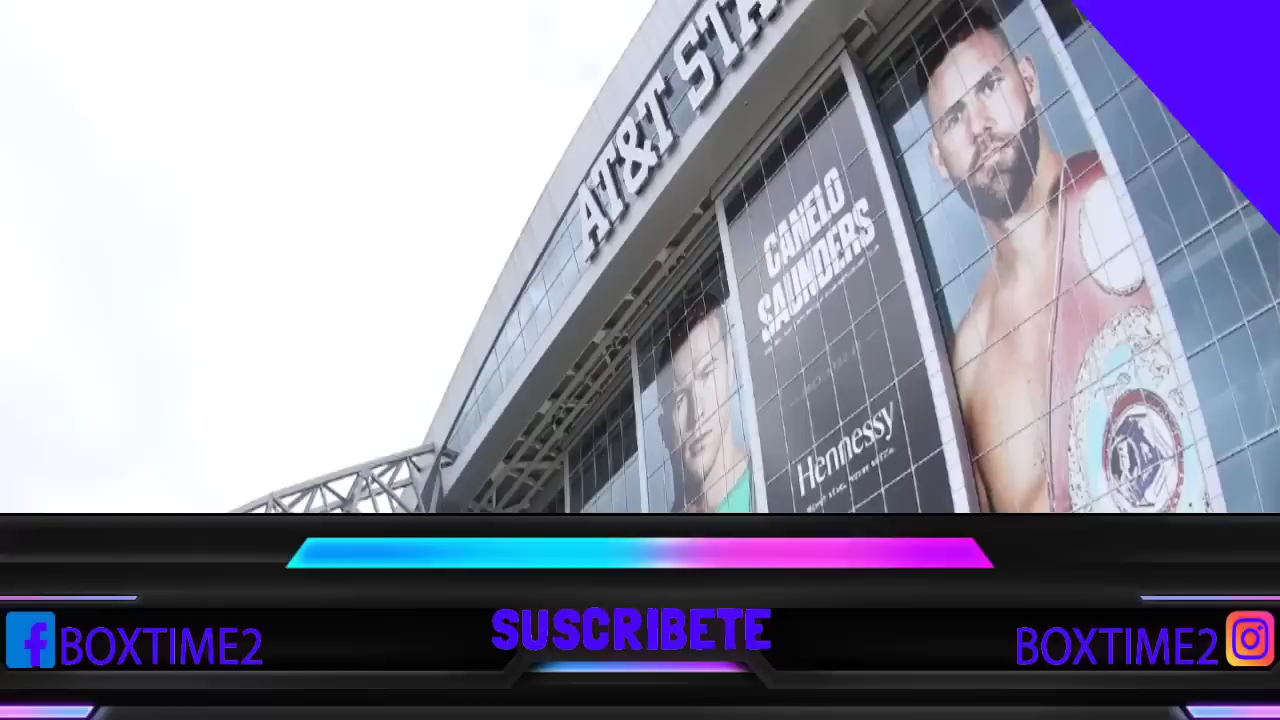 AT&T STA
CANELO
SAUNDERS
Hennessy
SUSCRIBETE
BOXTIME2
BOXTIME2